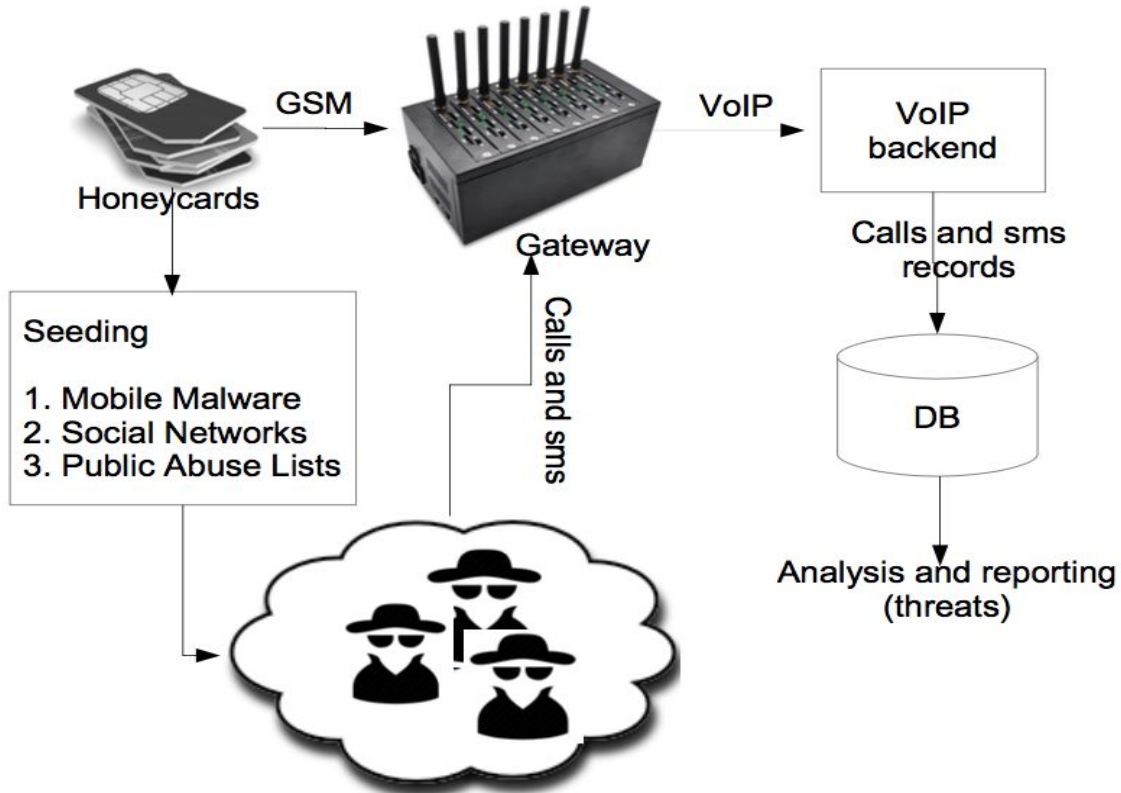 GSM
VoIP
VoIP
backend
Honeycards
Gateway
Calls and sms
records
Seeding
1. Mobile Malware
2. Social Networks
3. Public Abuse Lists
Calls and sms
DB
Analysis and reporting
(threats)